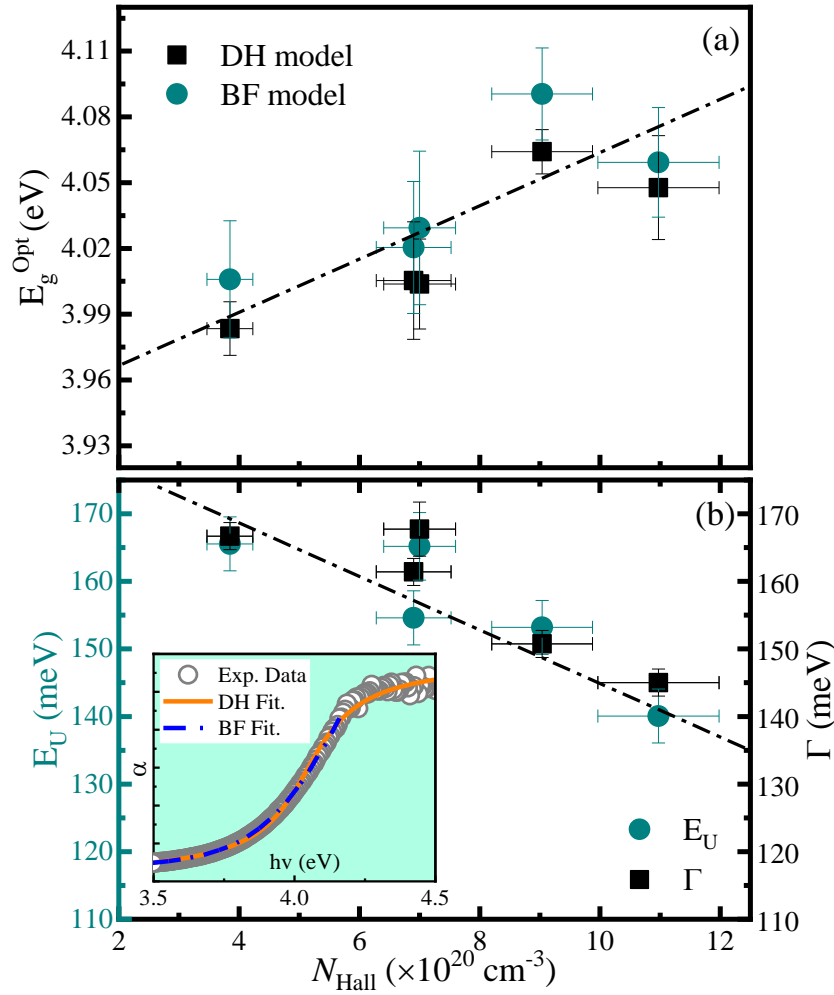 (a)
DH model
BF model
4.11
4.08
4.05
4.02
3.99
3.96
3.93
E_g^Opt (eV)
(b)
170
160
150
140
130
120
110
E_U (meV)
170
160
150
140
130
120
110
Γ (meV)
Exp. Data
DH Fit.
BF Fit.
α
hν (eV)
3.5 4.0 4.5
E_U
Γ
2 4 6 8 10 12
N_Hall (×10^20 cm^-3)